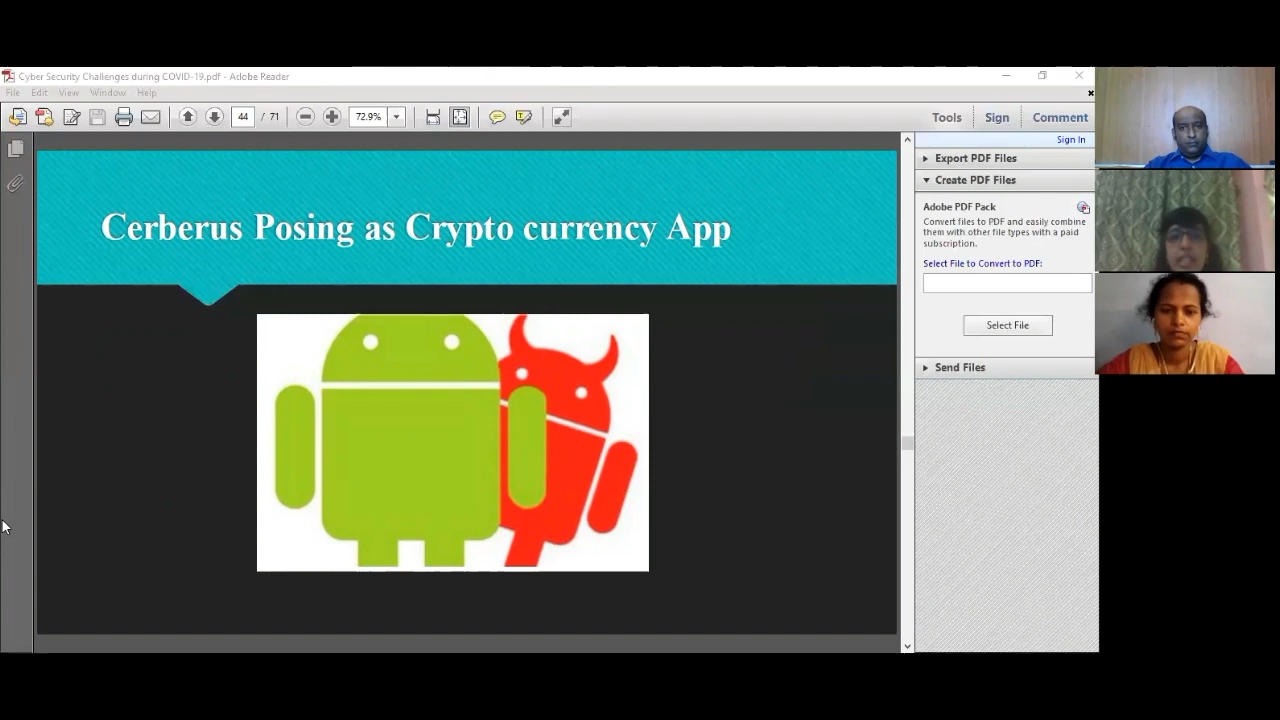 Cyber Security Challenges during COVID-19.pdf - Adobe Reader
File Edit View Window Help
44 / 71
72.9%
Tools Sign Comment
Sign In
Export PDF Files
Create PDF Files
Adobe PDF Pack
Convert files to PDF and easily combine
them with other file types with a paid
subscription.
Select File to Convert to PDF:
Select File
Send Files
Cerberus Posing as Crypto currency App